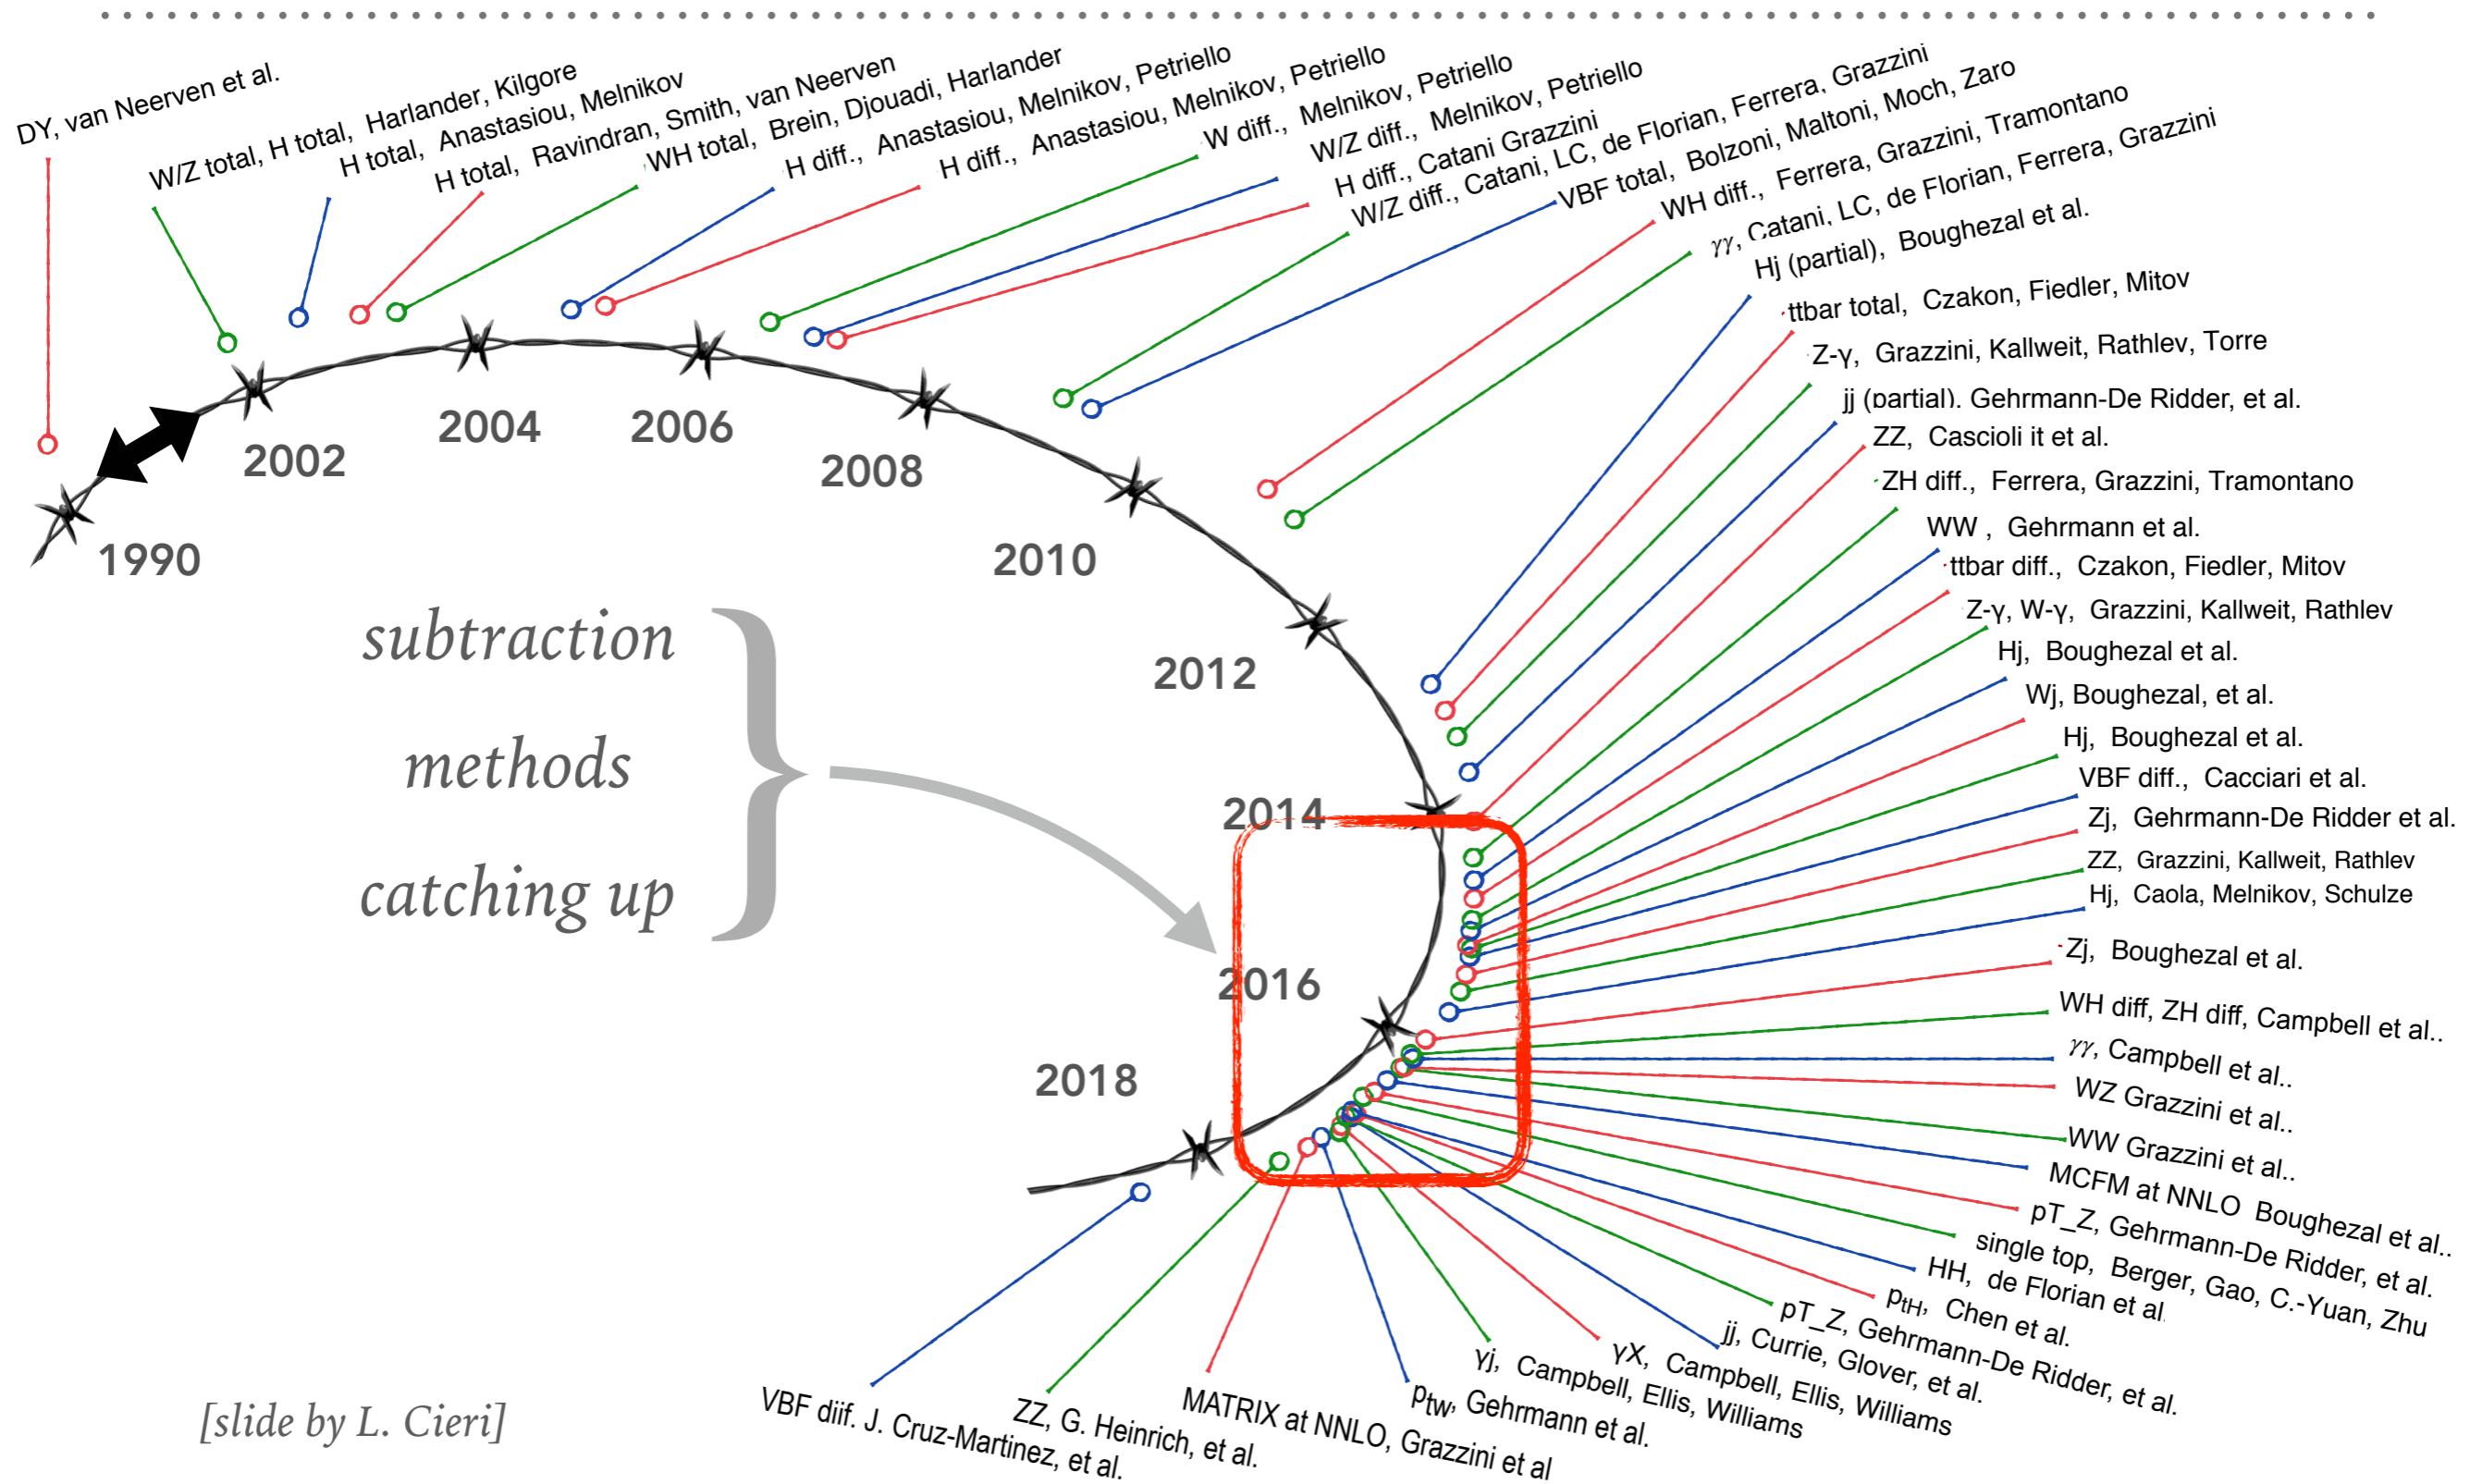 DY, van Neerven et al.
W/Z total, H total, Harlander, Kilgore
H total, Anastasiou, Melnikov
H total, Ravindran, Smith, van Neerven
WH total, Brein, Djouadi, Harlander
H diff., Anastasiou, Melnikov, Petriello
H diff., Anastasiou, Melnikov, Petriello
W diff., Melnikov, Petriello
W/Z diff., Melnikov, Petriello
H diff., Catani Grazzini
W/Z diff., Catani, LC, de Florian, Ferrera, Grazzini
VBF total, Bolzoni, Maltoni, Moch, Zaro
WH diff., Ferrera, Grazzini, Tramontano
γγ, Catani, LC, de Florian, Ferrera, Grazzini
Hj (partial), Boughezal et al.
ttbar total, Czakon, Fiedler, Mitov
Z-γ, Grazzini, Kallweit, Rathlev, Torre
jj (partial). Gehrmann-De Ridder, et al.
ZZ, Cascioli it et al.
ZH diff., Ferrera, Grazzini, Tramontano
WW , Gehrmann et al.
ttbar diff., Czakon, Fiedler, Mitov
Z-γ, W-γ, Grazzini, Kallweit, Rathlev
Hj, Boughezal et al.
Wj, Boughezal, et al.
Hj, Boughezal et al.
VBF diff., Cacciari et al.
Zj, Gehrmann-De Ridder et al.
ZZ, Grazzini, Kallweit, Rathlev
Hj, Caola, Melnikov, Schulze
Zj, Boughezal et al.
WH diff, ZH diff, Campbell et al..
γγ, Campbell et al..
WZ Grazzini et al..
WW Grazzini et al..
MCFM at NNLO Boughezal et al..
pT_Z, Gehrmann-De Ridder, et al.
single top, Berger, Gao, C.-Yuan, Zhu
HH, de Florian et al.
ptH, Chen et al.
pT_Z, Gehrmann-De Ridder, et al.
jj, Currie, Glover, et al.
γX, Campbell, Ellis, Williams
γj, Campbell, Ellis, Williams
ptw, Gehrmann et al.
MATRIX at NNLO, Grazzini et al
ZZ, G. Heinrich, et al.
VBF diif. J. Cruz-Martinez, et al.
1990
2002
2004
2006
2008
2010
2012
2014
2016
2018
subtraction
methods
catching up
[slide by L. Cieri]